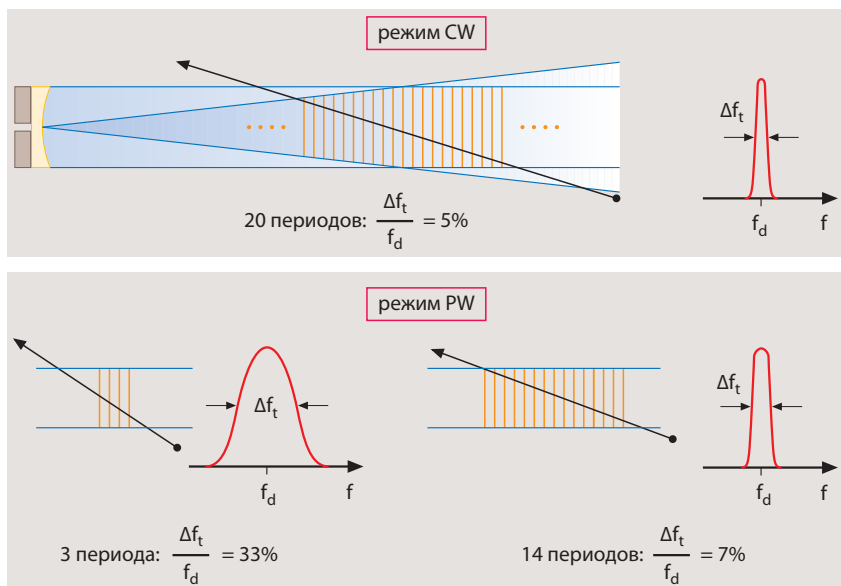 режим CW
Δf_t
f_d f
20 периодов: Δf_t / f_d = 5%
режим PW
Δf_t
f_d f
3 периода: Δf_t / f_d = 33%
Δf_t
f_d f
14 периодов: Δf_t / f_d = 7%